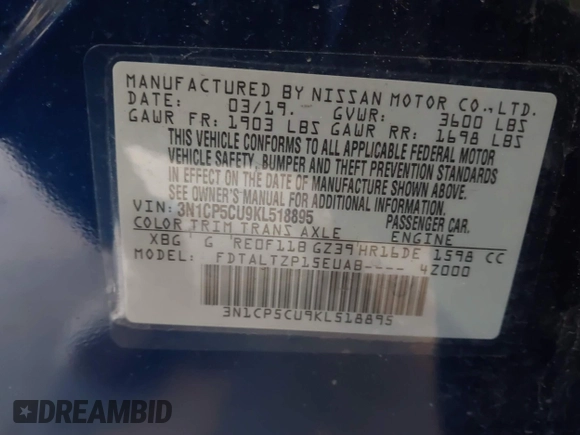 MANUFACTURED BY NISSAN MOTOR CO., LTD.
DATE: 03/19. GVWR: 3600 LBS
GAWR FR: 1903 LBS GAWR RR: 1698 LBS
THIS VEHICLE CONFORMS TO ALL APPLICABLE FEDERAL MOTOR
VEHICLE SAFETY, BUMPER AND THEFT PREVENTION STANDARDS
IN EFFECT ON THE DATE OF MANUFACTURE SHOWN ABOVE.
SEE OWNER'S MANUAL FOR ADDITIONAL INFORMATION.
VIN: 3N1CP5CU9KL518895 PASSENGER CAR.
COLOR TRIM TRANS AXLE ENGINE
XBG G RE0F11B GZ39 HR16DE 1598 CC
MODEL: FDTALTZP15EUAB---- 4Z000
3N1CP5CU9KL518895
DREAMBID